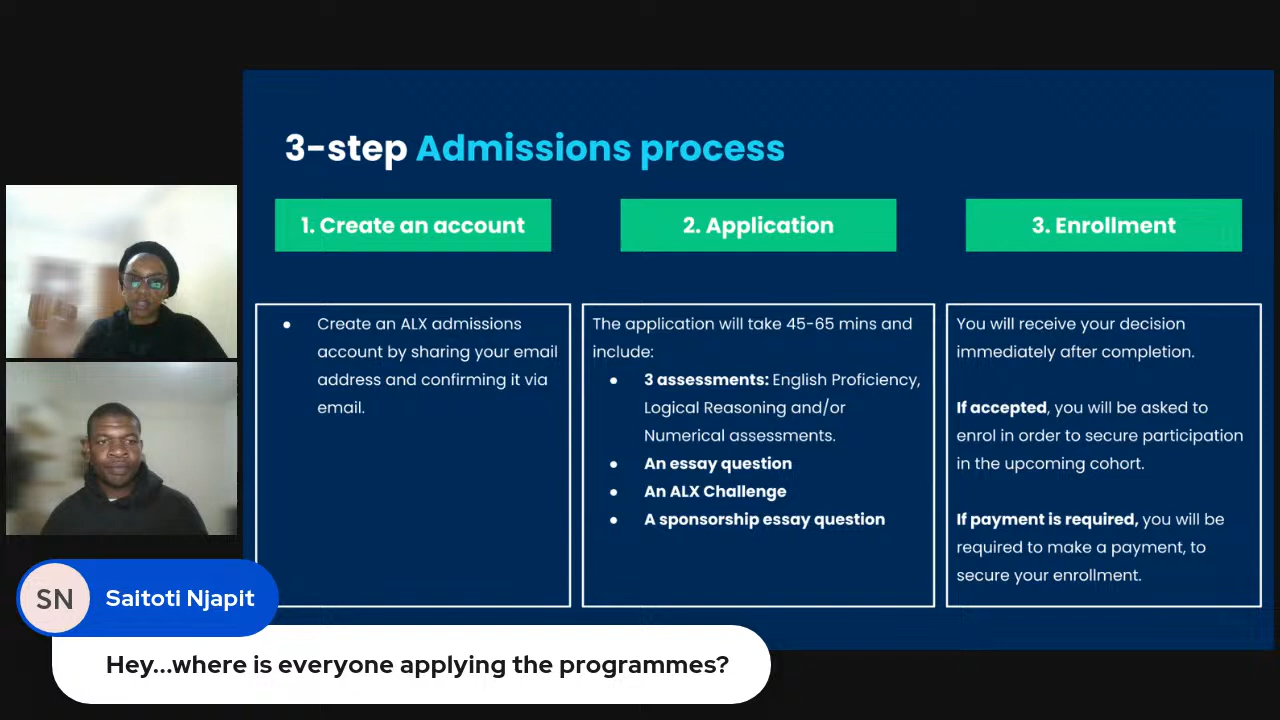 3-step Admissions process
1. Create an account
2. Application
3. Enrollment
● Create an ALX admissions
account by sharing your email
address and confirming it via
email.
The application will take 45-65 mins and
include:
● 3 assessments: English Proficiency,
Logical Reasoning and/or
Numerical assessments.
● An essay question
● An ALX Challenge
● A sponsorship essay question
You will receive your decision
immediately after completion.
If accepted, you will be asked to
enrol in order to secure participation
in the upcoming cohort.
If payment is required, you will be
required to make a payment, to
secure your enrollment.
SN
Saitoti Njapit
Hey...where is everyone applying the programmes?